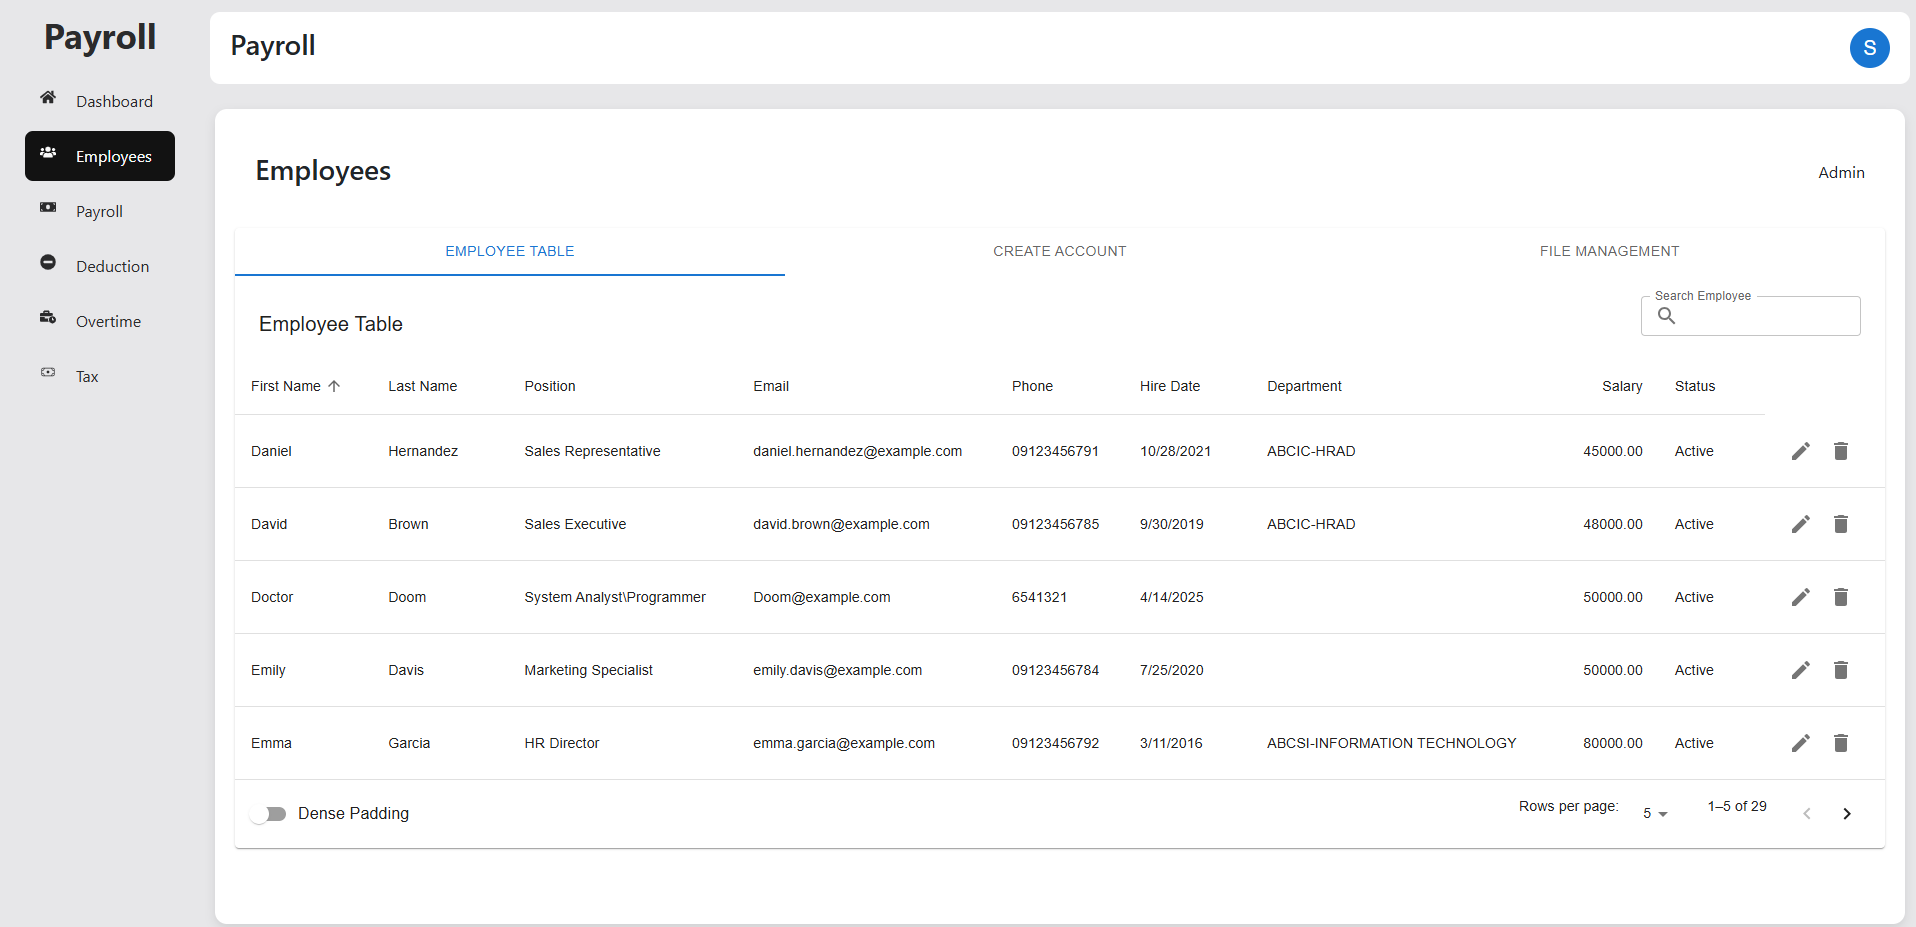 Payroll
Dashboard
Employees
Payroll
Deduction
Overtime
Tax
Payroll
S
Employees
Admin
EMPLOYEE TABLE CREATE ACCOUNT FILE MANAGEMENT
Employee Table
Search Employee
First Name Last Name Position Email Phone Hire Date Department Salary Status
Daniel Hernandez Sales Representative daniel.hernandez@example.com 09123456791 10/28/2021 ABCIC-HRAD 45000.00 Active
David Brown Sales Executive david.brown@example.com 09123456785 9/30/2019 ABCIC-HRAD 48000.00 Active
Doctor Doom System Analyst\Programmer Doom@example.com 6541321 4/14/2025 50000.00 Active
Emily Davis Marketing Specialist emily.davis@example.com 09123456784 7/25/2020 50000.00 Active
Emma Garcia HR Director emma.garcia@example.com 09123456792 3/11/2016 ABCSI-INFORMATION TECHNOLOGY 80000.00 Active
Dense Padding
Rows per page: 5 1–5 of 29